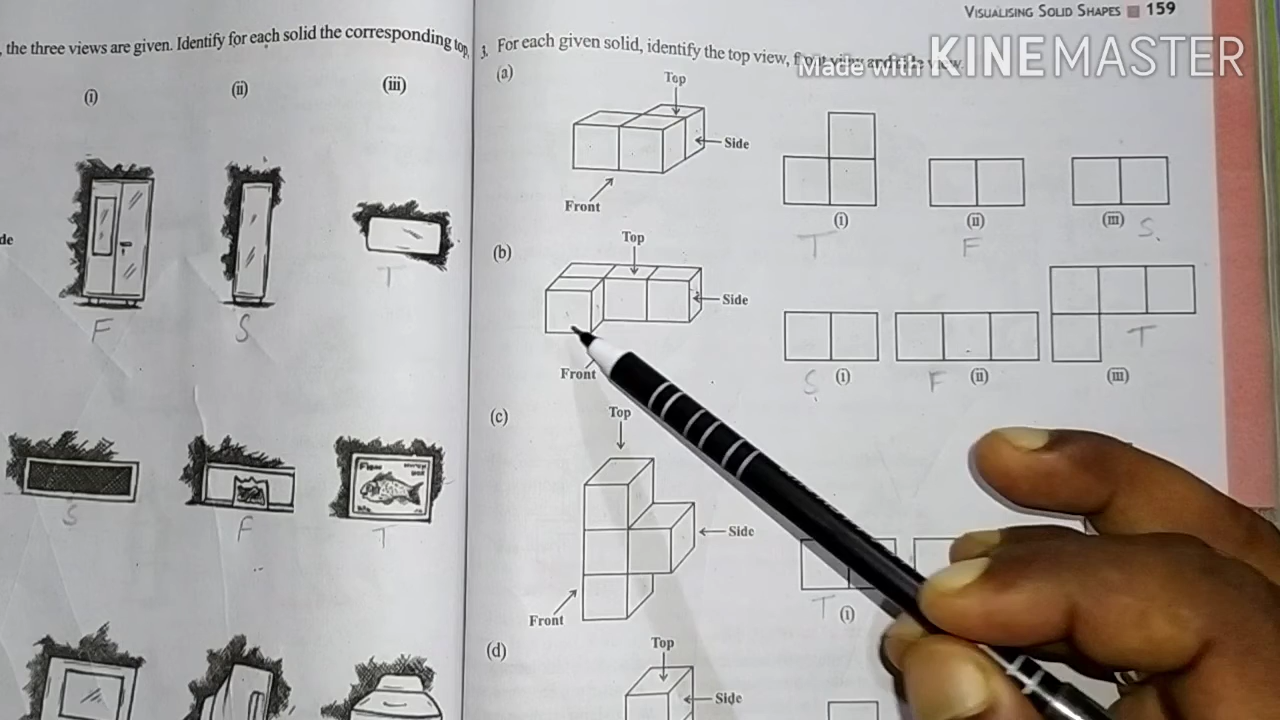 VISUALISING SOLID SHAPES 159
Made with KINEMASTER
, the three views are given. Identify for each solid the corresponding top,
(i)
(ii)
(iii)
de
T
F
S
S
F
T
3. For each given solid, identify the top view, front view and side view.
(a)
Top
Side
Front
(i)
(ii)
(iii)
T
F
S
(b)
Top
Side
Front
S (i)
F (ii)
T
(iii)
(c)
Top
Side
Front
T (i)
(d)
Top
Side